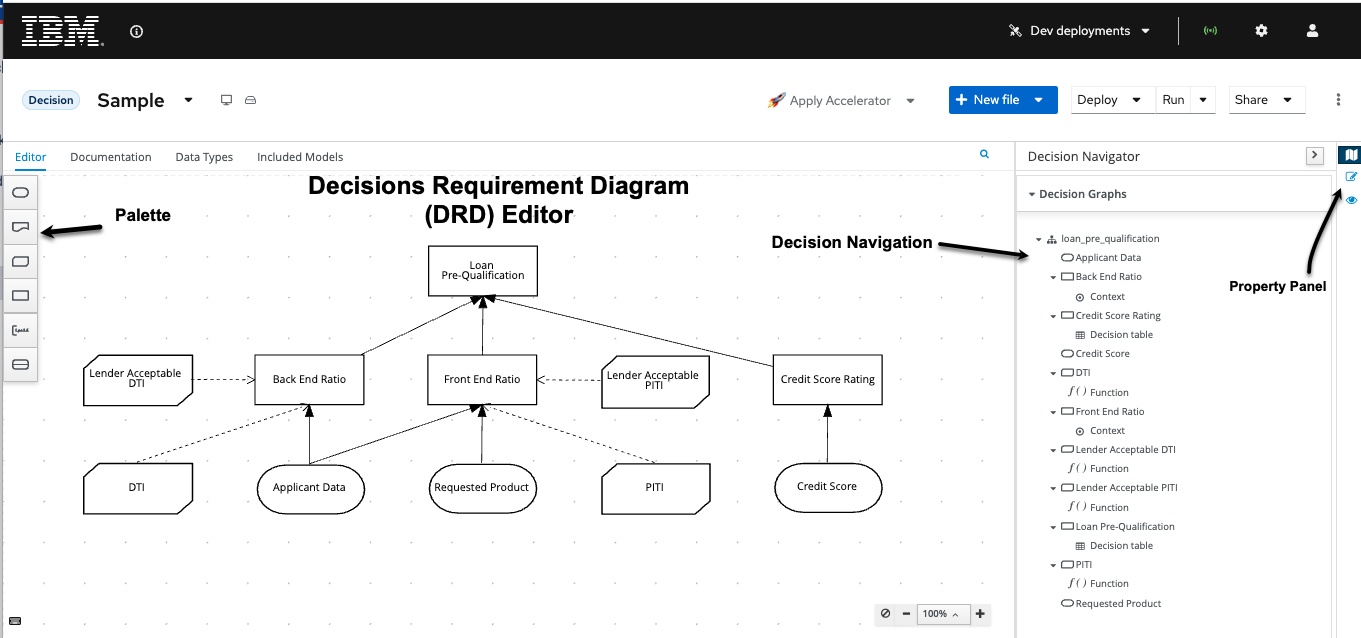 IBM
Dev deployments
Decision
Sample
Apply Accelerator
New file
Deploy
Run
Share
Editor
Documentation
Data Types
Included Models
Decision Navigator
Decisions Requirement Diagram
(DRD) Editor
Palette
Decision Navigation
Property Panel
Decision Graphs
loan_pre_qualification
Applicant Data
Back End Ratio
Context
Credit Score Rating
Decision table
Credit Score
DTI
f() Function
Front End Ratio
Context
Lender Acceptable DTI
f() Function
Lender Acceptable PITI
f() Function
Loan Pre-Qualification
Decision table
PITI
f() Function
Requested Product
Loan
Pre-Qualification
Lender Acceptable
DTI
Back End Ratio
Front End Ratio
Lender Acceptable
PITI
Credit Score Rating
DTI
Applicant Data
Requested Product
PITI
Credit Score
100%